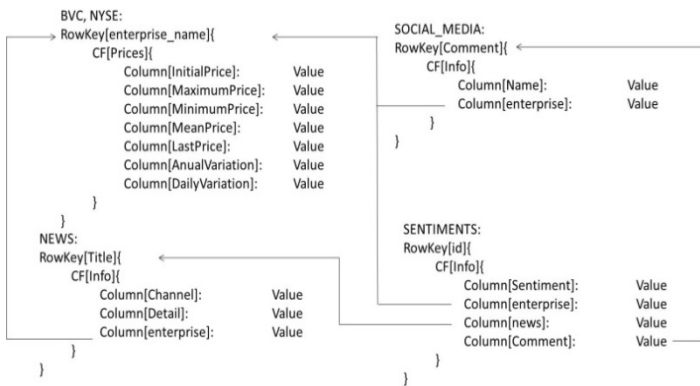 BVC, NYSE:
RowKey[enterprise_name]{
CF[Prices]{
Column[InitialPrice]: Value
Column[MaximumPrice]: Value
Column[MinimumPrice]: Value
Column[MeanPrice]: Value
Column[LastPrice]: Value
Column[AnualVariation]: Value
Column[DailyVariation]: Value
}
}
NEWS:
RowKey[Title]{
CF[Info]{
Column[Channel]: Value
Column[Detail]: Value
Column[enterprise]: Value
}
}
SOCIAL_MEDIA:
RowKey[Comment]{
CF[Info]{
Column[Name]: Value
Column[enterprise]: Value
}
}
SENTIMENTS:
RowKey[id]{
CF[Info]{
Column[Sentiment]: Value
Column[enterprise]: Value
Column[news]: Value
Column[Comment]: Value
}
}